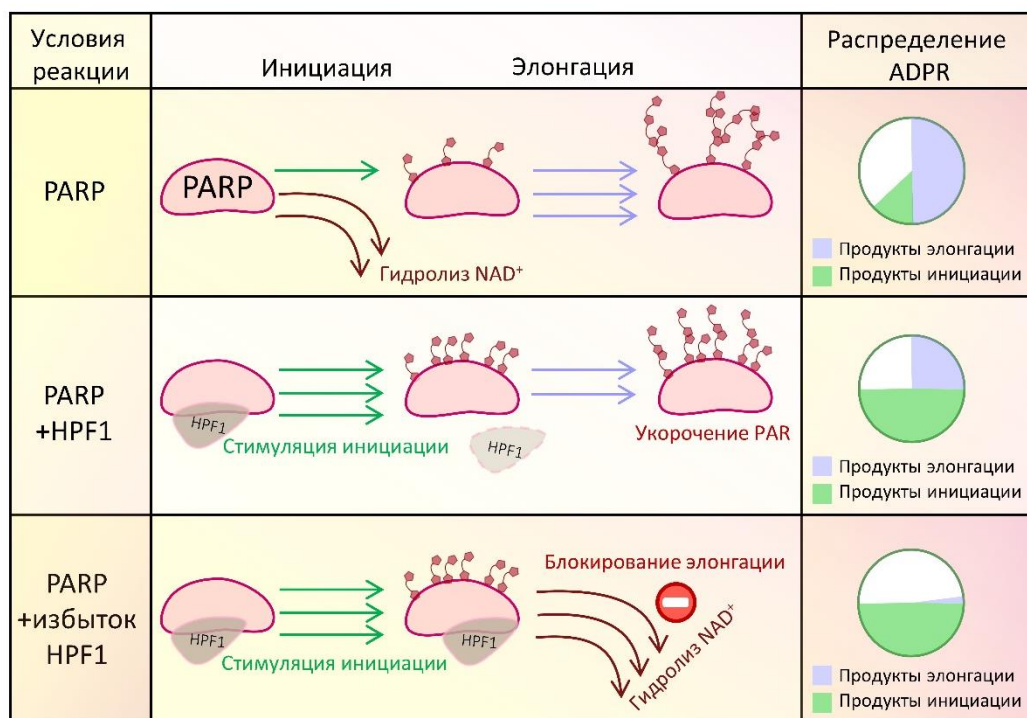 Условия
реакции
Инициация
Элонгация
Распределение
ADPR
PARP
PARP
Гидролиз NAD⁺
Продукты элонгации
Продукты инициации
PARP
+HPF1
HPF1
Стимуляция инициации
HPF1
Укорочение PAR
Продукты элонгации
Продукты инициации
PARP
+избыток
HPF1
HPF1
Стимуляция инициации
HPF1
Блокирование элонгации
Гидролиз NAD⁺
Продукты элонгации
Продукты инициации